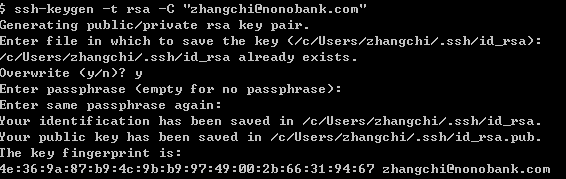 $ ssh-keygen -t rsa -C "zhangchi@nonobank.com"
Generating public/private rsa key pair.
Enter file in which to save the key (/c/Users/zhangchi/.ssh/id_rsa):
/c/Users/zhangchi/.ssh/id_rsa already exists.
Overwrite (y/n)? y
Enter passphrase (empty for no passphrase):
Enter same passphrase again:
Your identification has been saved in /c/Users/zhangchi/.ssh/id_rsa.
Your public key has been saved in /c/Users/zhangchi/.ssh/id_rsa.pub.
The key fingerprint is:
4e:36:9a:87:b9:4c:9b:b9:97:49:00:2b:66:31:94:67 zhangchi@nonobank.com